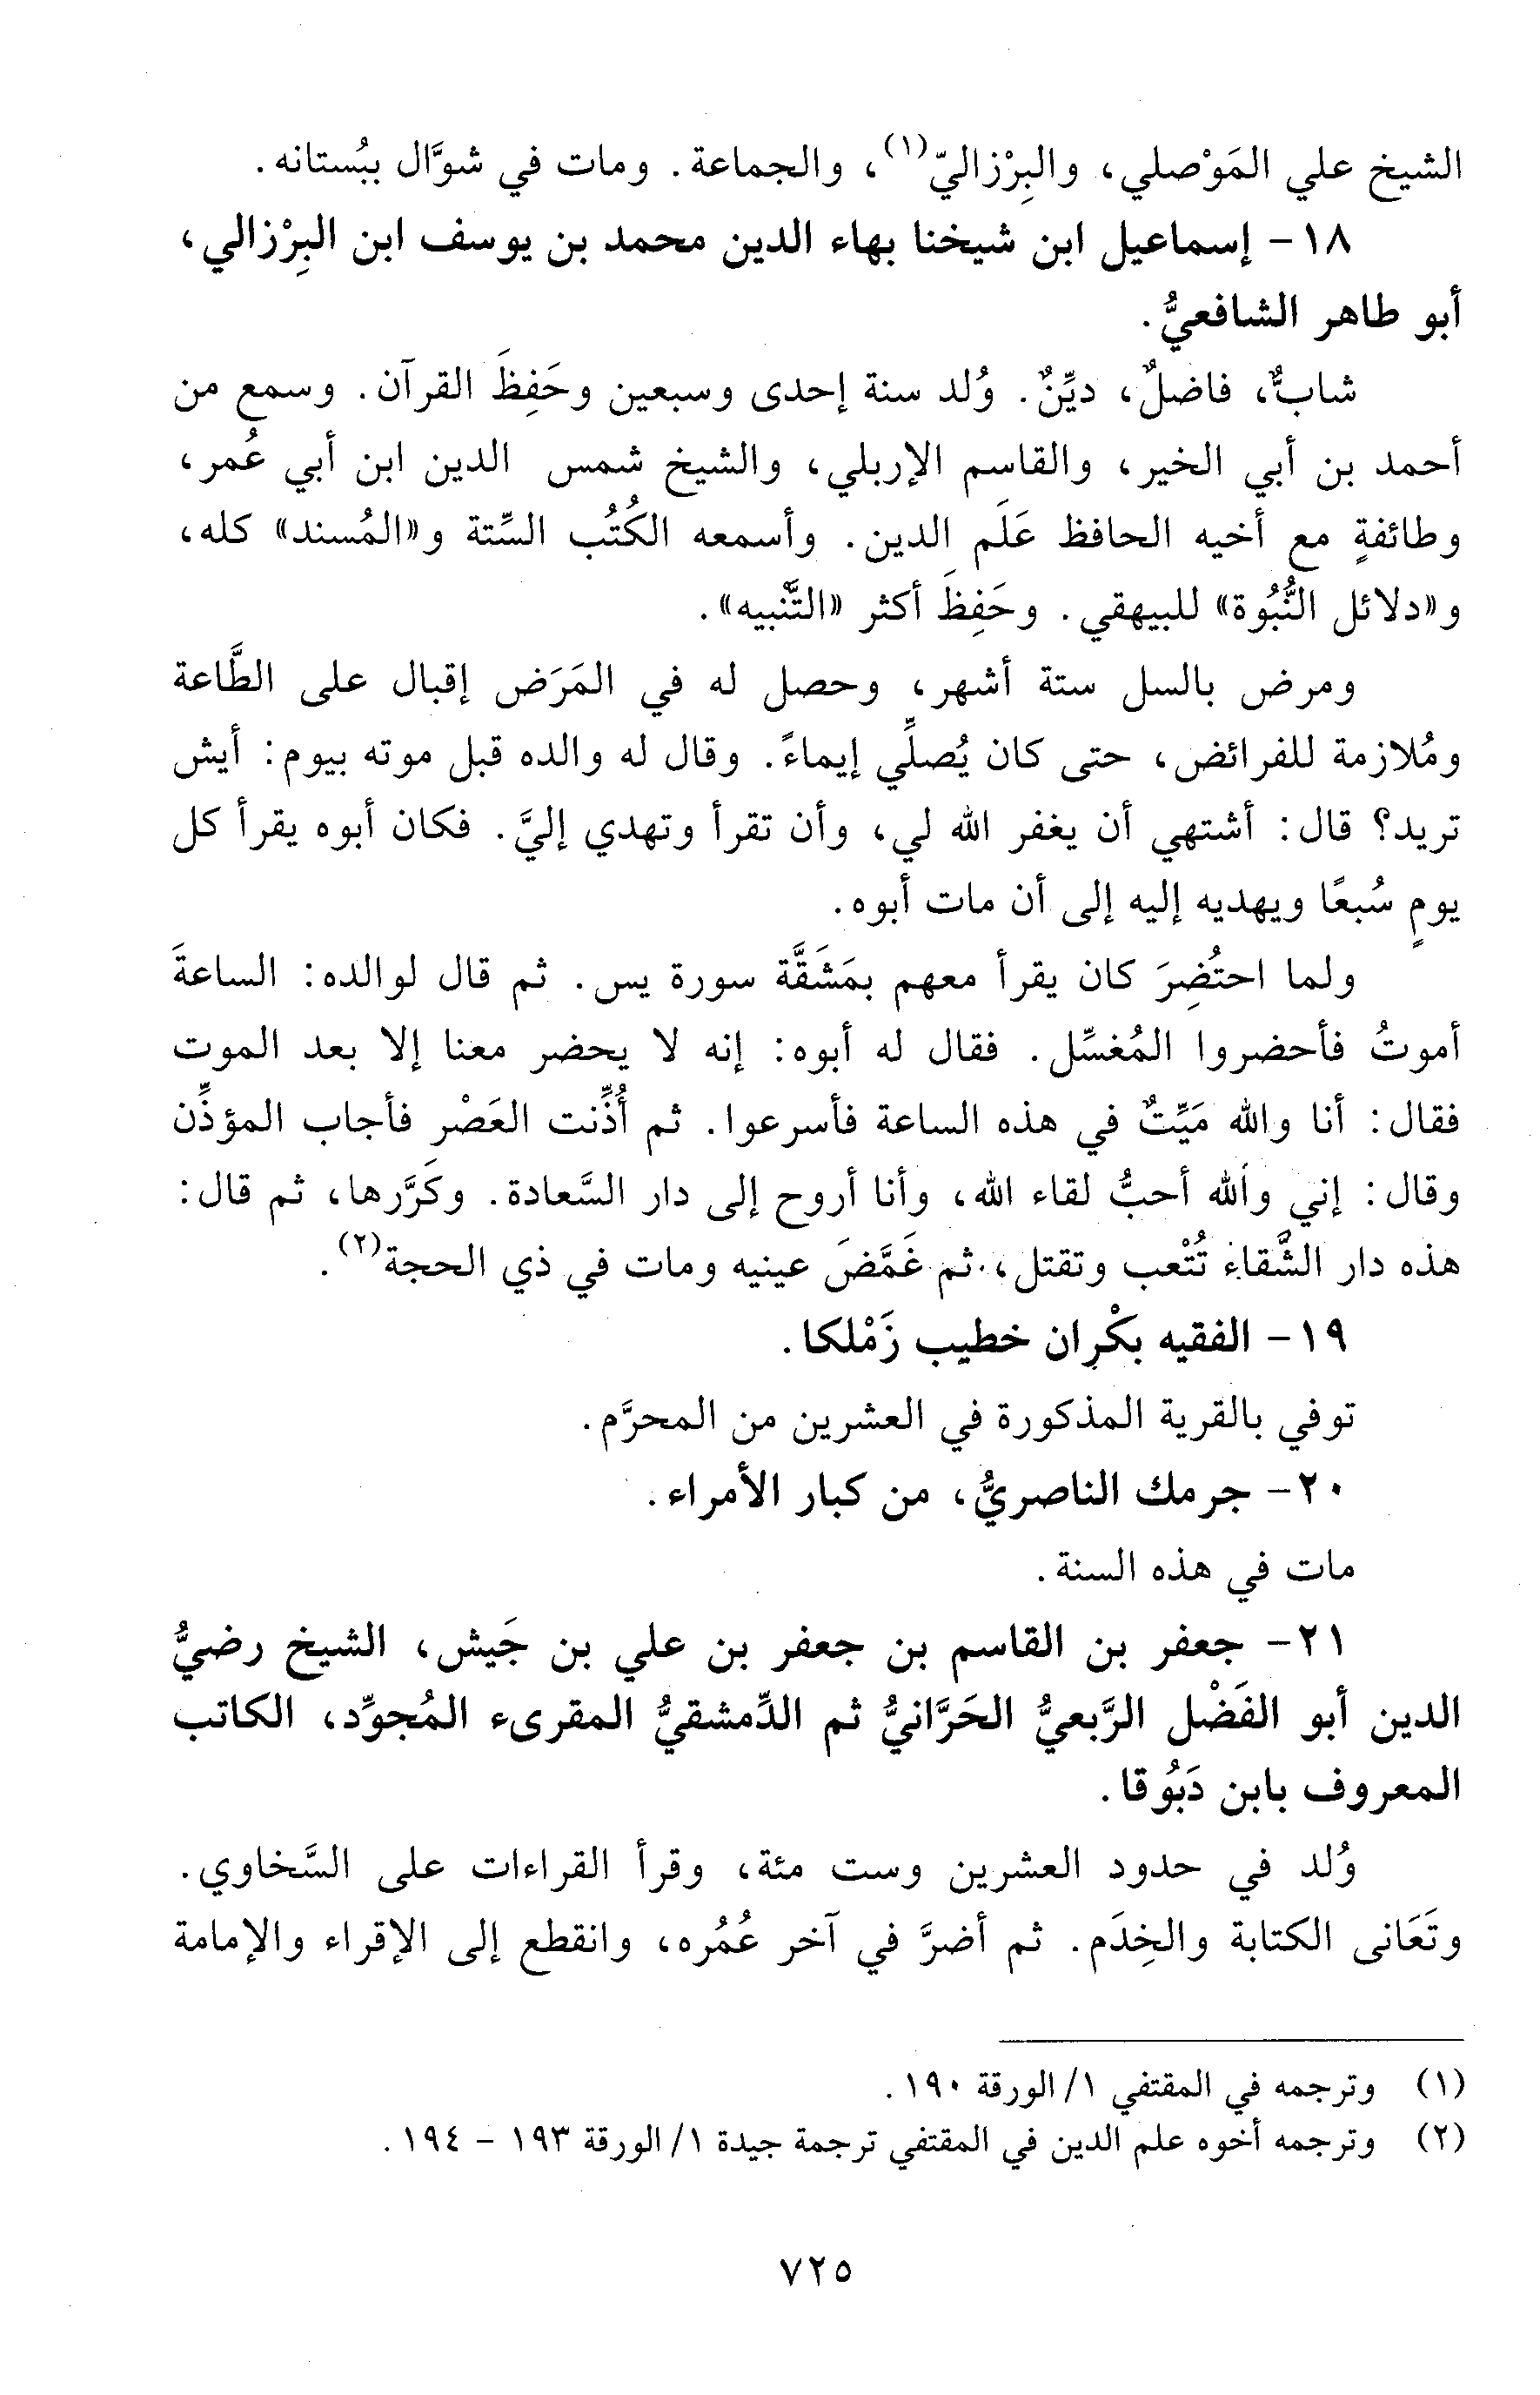 الشيخ علي المَوْصلي، والبِرْزاليّ(١)، والجماعة. ومات في شوَّال ببُستانه.
١٨- إسماعيل ابن شيخنا بهاء الدين محمد بن يوسف ابن البِرْزالي،
أبو طاهر الشافعيُّ.
شابٌّ، فاضلٌ، ديِّنٌ. وُلد سنة إحدى وسبعين وحَفِظَ القرآن. وسمع من
أحمد بن أبي الخير، والقاسم الإربلي، والشيخ شمس الدين ابن أبي عُمر،
وطائفةٍ مع أخيه الحافظ عَلَم الدين. وأسمعه الكُتُب السِّتة و«المُسند» كله،
و«دلائل النُّبُوة» للبيهقي. وحَفِظَ أكثر «التَّنْبيه».
ومرض بالسل ستة أشهر، وحصل له في المَرَض إقبال على الطَّاعة
ومُلازمة للفرائض، حتى كان يُصلِّي إيماءً. وقال له والده قبل موته بيوم: أيش
تريد؟ قال: أشتهي أن يغفر الله لي، وأن تقرأ وتهدي إليَّ. فكان أبوه يقرأ كل
يومٍ سُبعًا ويهديه إليه إلى أن مات أبوه.
ولما احتُضِرَ كان يقرأ معهم بمَشَقَّة سورة يس. ثم قال لوالده: الساعةَ
أموتُ فأحضروا المُغسِّل. فقال له أبوه: إنه لا يحضر معنا إلا بعد الموت
فقال: أنا والله مَيِّتٌ في هذه الساعة فأسرعوا. ثم أُذِّنت العَصْر فأجاب المؤذِّن
وقال: إني والله أحبُّ لقاء الله، وأنا أروح إلى دار السَّعادة. وكَرَّرها، ثم قال:
هذه دار الشَّقاء تُتْعب وتقتل، ثم غَمَّضَ عينيه ومات في ذي الحجة(٢).
١٩- الفقيه بكْران خطيب زَمْلكا.
توفي بالقرية المذكورة في العشرين من المحرَّم.
٢٠- جرمك الناصريُّ، من كبار الأمراء.
مات في هذه السنة.
٢١- جعفر بن القاسم بن جعفر بن علي بن جَيش، الشيخ رضيُّ
الدين أبو الفَضْل الرَّبعيُّ الحَرَّانيُّ ثم الدِّمشقيُّ المقرىء المُجوِّد، الكاتب
المعروف بابن دَبُوقا.
وُلد في حدود العشرين وست مئة، وقرأ القراءات على السَّخاوي.
وتَعَانى الكتابة والخِدَم. ثم أضرَّ في آخر عُمُره، وانقطع إلى الإقراء والإمامة
(١) وترجمه في المقتفي ١/ الورقة ١٩٠.
(٢) وترجمه أخوه علم الدين في المقتفي ترجمة جيدة ١/ الورقة ١٩٣ - ١٩٤.
٧٢٥